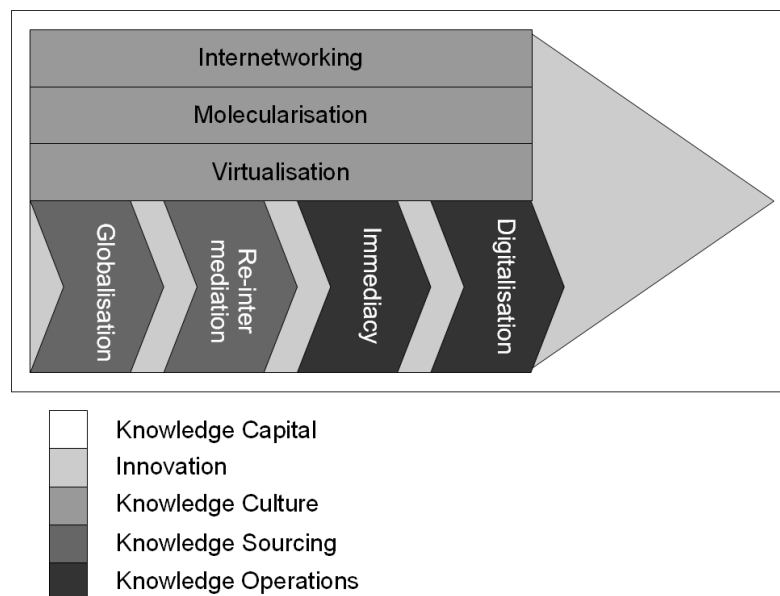 Internetworking
Molecularisation
Virtualisation
Globalisation
Re-inter
mediation
Immediacy
Digitalisation
Knowledge Capital
Innovation
Knowledge Culture
Knowledge Sourcing
Knowledge Operations